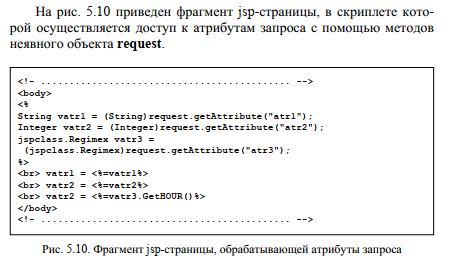 На рис. 5.10 приведен фрагмент jsp-страницы, в скриплете кото-
рой осуществляется доступ к атрибутам запроса с помощью методов
неявного объекта request.
<!- ......................................... -->
<body>
<%
String vatr1 = (String)request.getAttribute("atr1");
Integer vatr2 = (Integer)request.getAttribute("atr2");
jspclass.Regimex vatr3 =
(jspclass.Regimex)request.getAttribute("atr3");
%>
<br> vatr1 = <%=vatr1%>
<br> vatr2 = <%=vatr2%>
<br> vatr2 = <%=vatr3.GetHOUR()%>
</body>
<!- ......................................... -->
Рис. 5.10. Фрагмент jsp-страницы, обрабатывающей атрибуты запроса